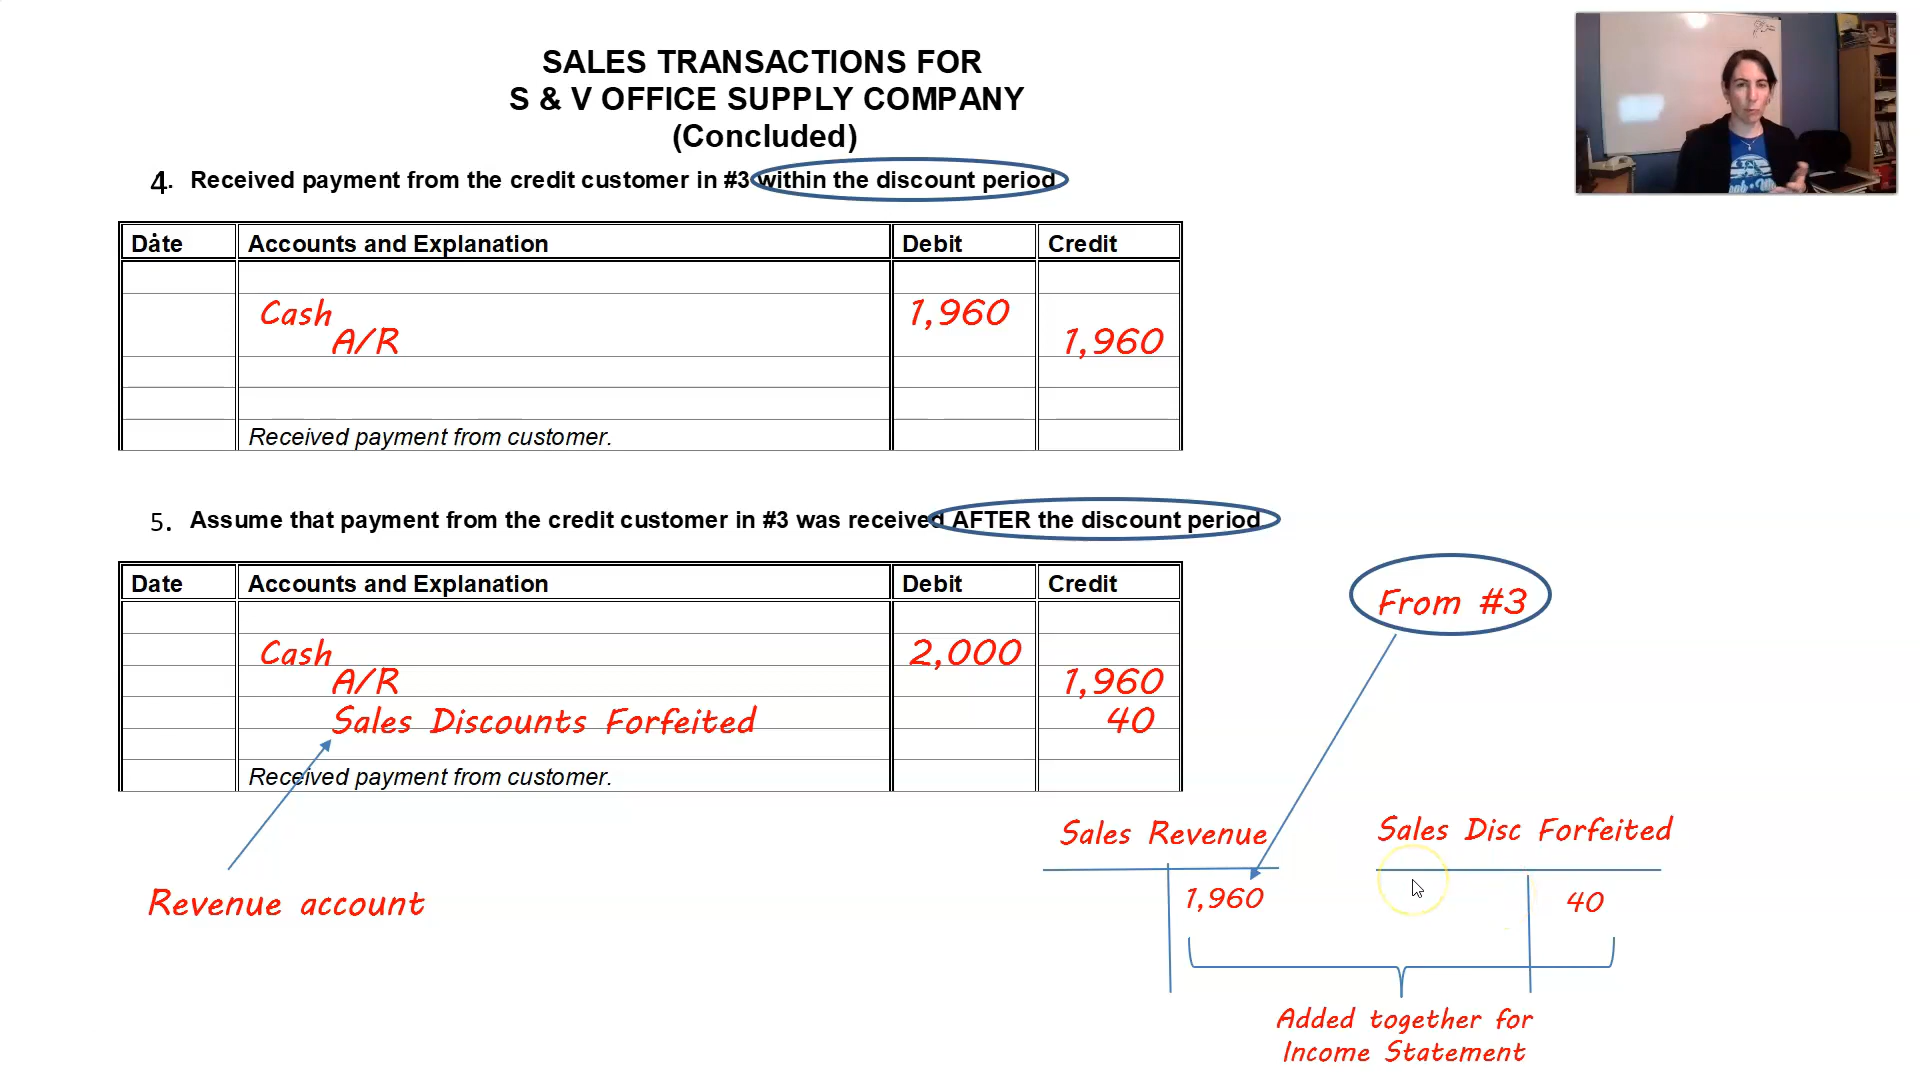 SALES TRANSACTIONS FOR
S & V OFFICE SUPPLY COMPANY
(Concluded)
4. Received payment from the credit customer in #3 within the discount period
Date Accounts and Explanation Debit Credit
Cash 1,960
A/R 1,960
Received payment from customer.
5. Assume that payment from the credit customer in #3 was received AFTER the discount period
Date Accounts and Explanation Debit Credit
Cash 2,000
A/R 1,960
Sales Discounts Forfeited 40
Received payment from customer.
Revenue account
From #3
Sales Revenue
1,960
Sales Disc Forfeited
40
Added together for
Income Statement